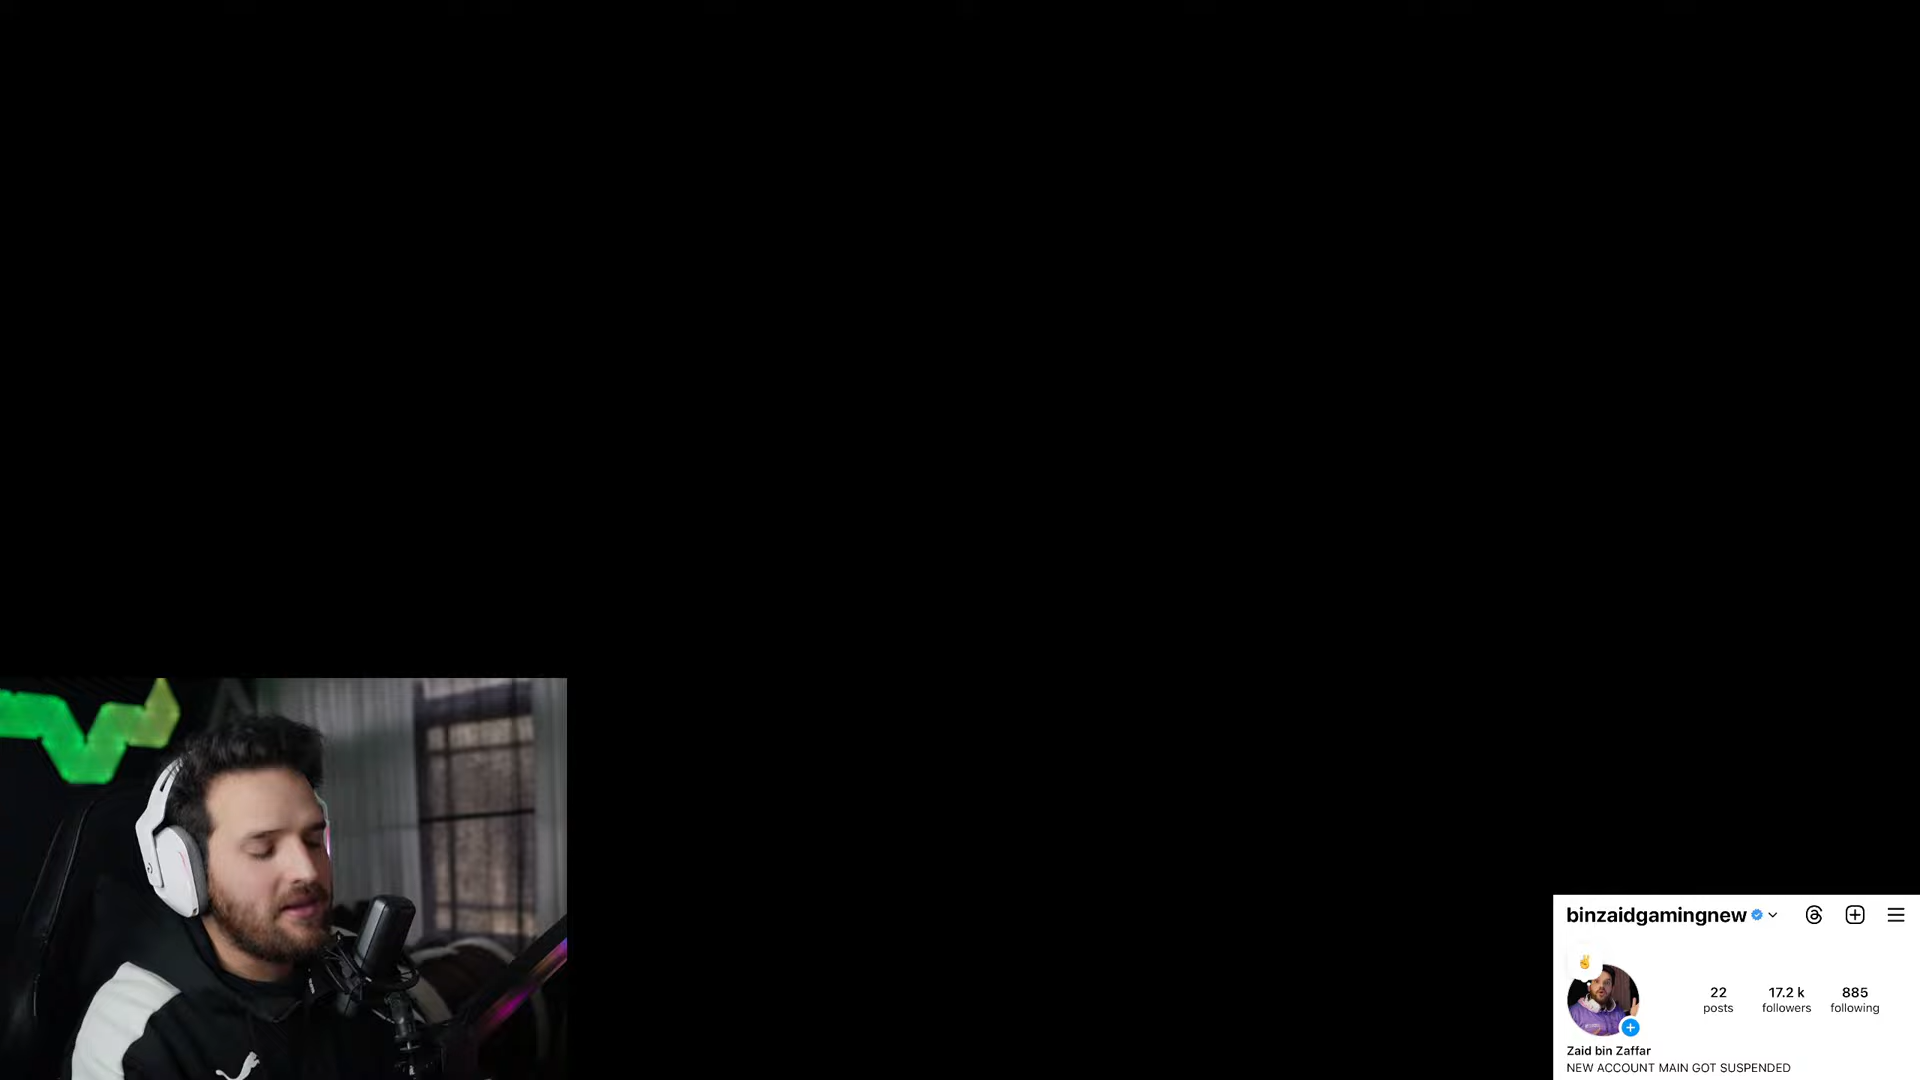 binzaidgamingnew
22 17.2 k 885
posts followers following
Zaid bin Zaffar
NEW ACCOUNT MAIN GOT SUSPENDED